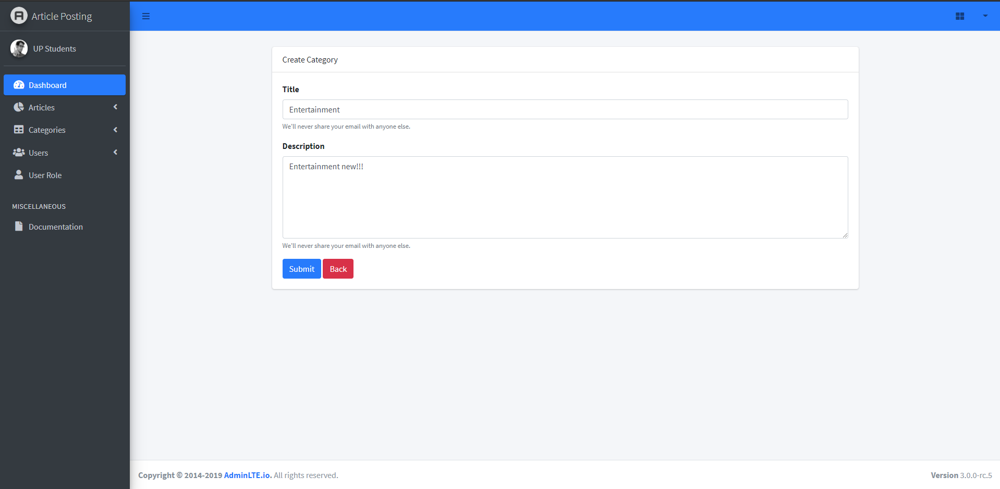 Article Posting
UP Students
Dashboard
Articles
Categories
Users
User Role
MISCELLANEOUS
Documentation
Create Category
Title
Entertainment
We'll never share your email with anyone else.
Description
Entertainment new!!!
We'll never share your email with anyone else.
Submit Back
Copyright © 2014-2019 AdminLTE.io. All rights reserved.
Version 3.0.0-rc.5